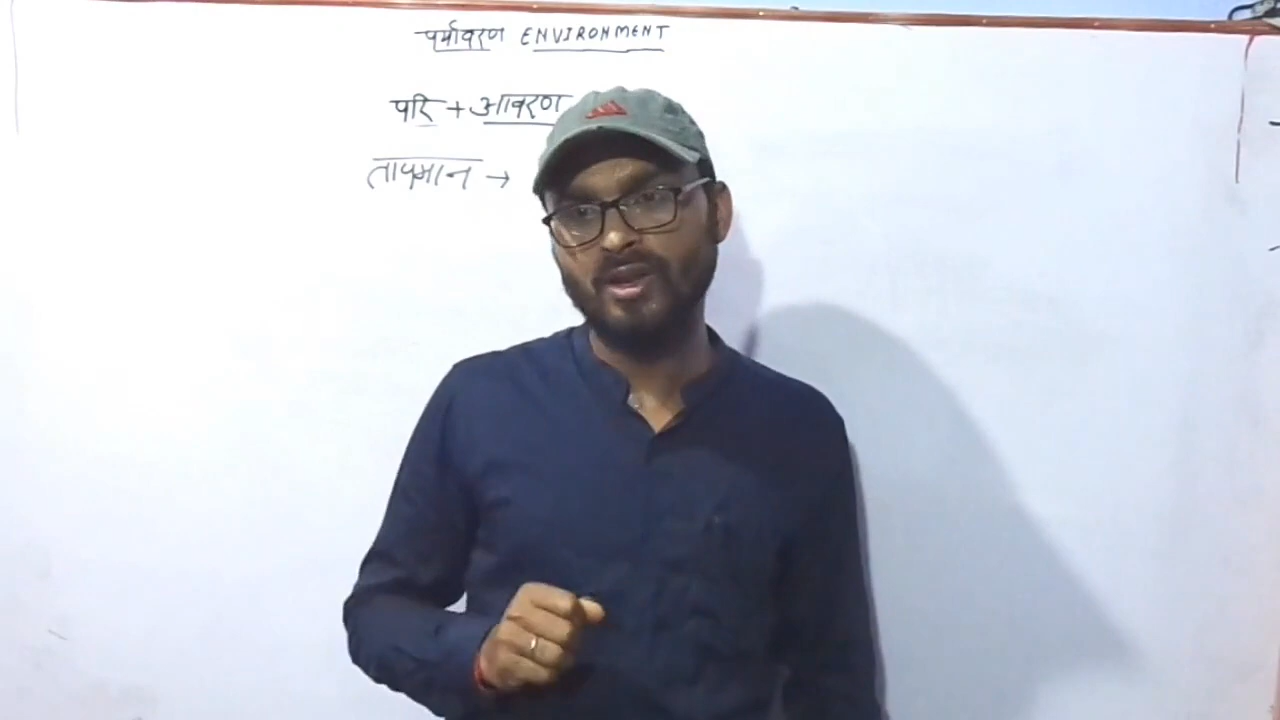 पर्यावरण ENVIRONMENT
परि + आवरण
तापमान →